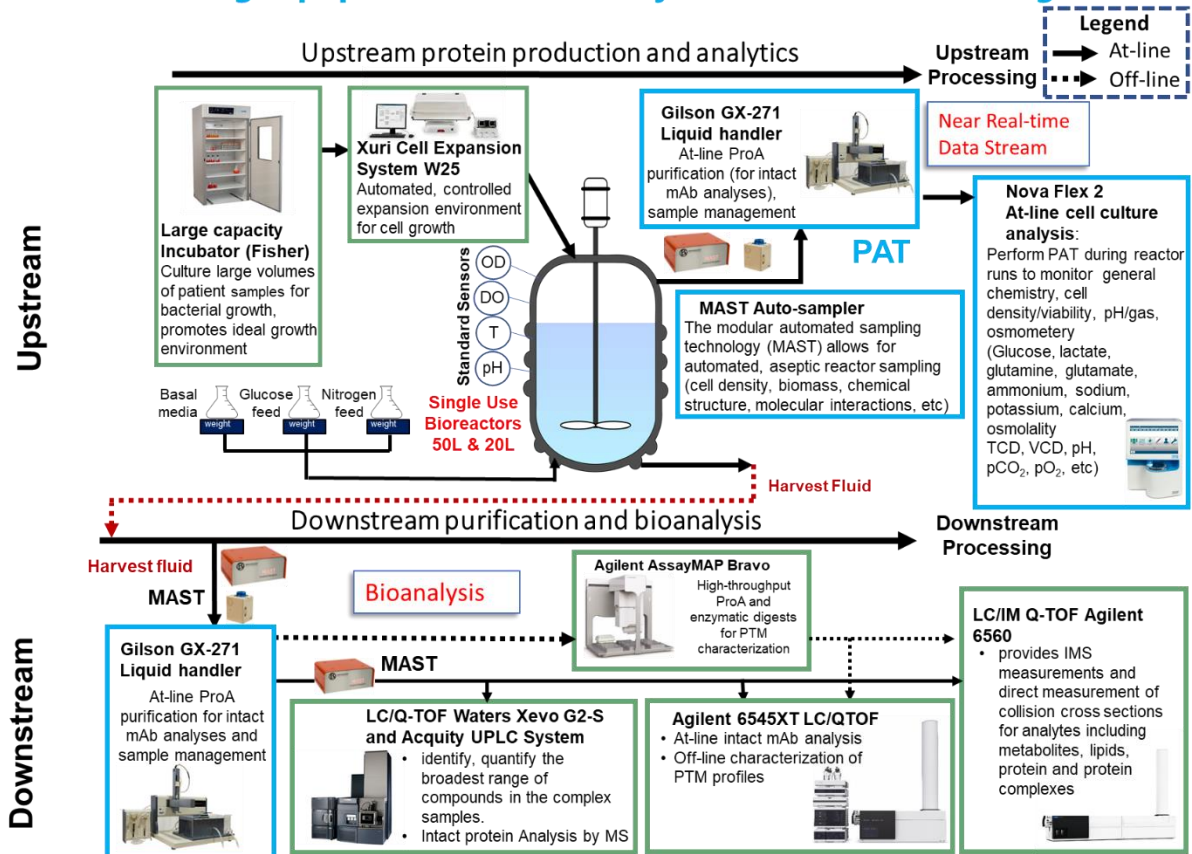 Legend
At-line
Off-line
Upstream protein production and analytics
Upstream
Processing
Upstream
Large capacity
Incubator (Fisher)
Culture large volumes
of patient samples for
bacterial growth,
promotes ideal growth
environment
Xuri Cell Expansion
System W25
Automated, controlled
expansion environment
for cell growth
Gilson GX-271
Liquid handler
At-line ProA
purification (for intact
mAb analyses),
sample management
Near Real-time
Data Stream
PAT
Nova Flex 2
At-line cell culture
analysis:
Perform PAT during reactor
runs to monitor general
chemistry, cell
density/viability, pH/gas,
osmometery
(Glucose, lactate,
glutamine, glutamate,
ammonium, sodium,
potassium, calcium,
osmolality
TCD, VCD, pH,
pCO₂, pO₂, etc)
MAST Auto-sampler
The modular automated sampling
technology (MAST) allows for
automated, aseptic reactor sampling
(cell density, biomass, chemical
structure, molecular interactions, etc)
Standard Sensors
OD
DO
T
pH
Basal
media
Glucose
feed
Nitrogen
feed
weight
weight
weight
Single Use
Bioreactors
50L & 20L
Harvest Fluid
Downstream purification and bioanalysis
Downstream
Processing
Downstream
Harvest fluid
MAST
Bioanalysis
Agilent AssayMAP Bravo
High-throughput
ProA and
enzymatic digests
for PTM
characterization
Gilson GX-271
Liquid handler
At-line ProA
purification for intact
mAb analyses and
sample management
MAST
LC/Q-TOF Waters Xevo G2-S
and Acquity UPLC System
• identify, quantify the
broadest range of
compounds in the complex
samples.
• Intact protein Analysis by MS
Agilent 6545XT LC/QTOF
• At-line intact mAb analysis
• Off-line characterization of
PTM profiles
LC/IM Q-TOF Agilent
6560
• provides IMS
measurements and
direct measurement of
collision cross sections
for analytes including
metabolites, lipids,
protein and protein
complexes